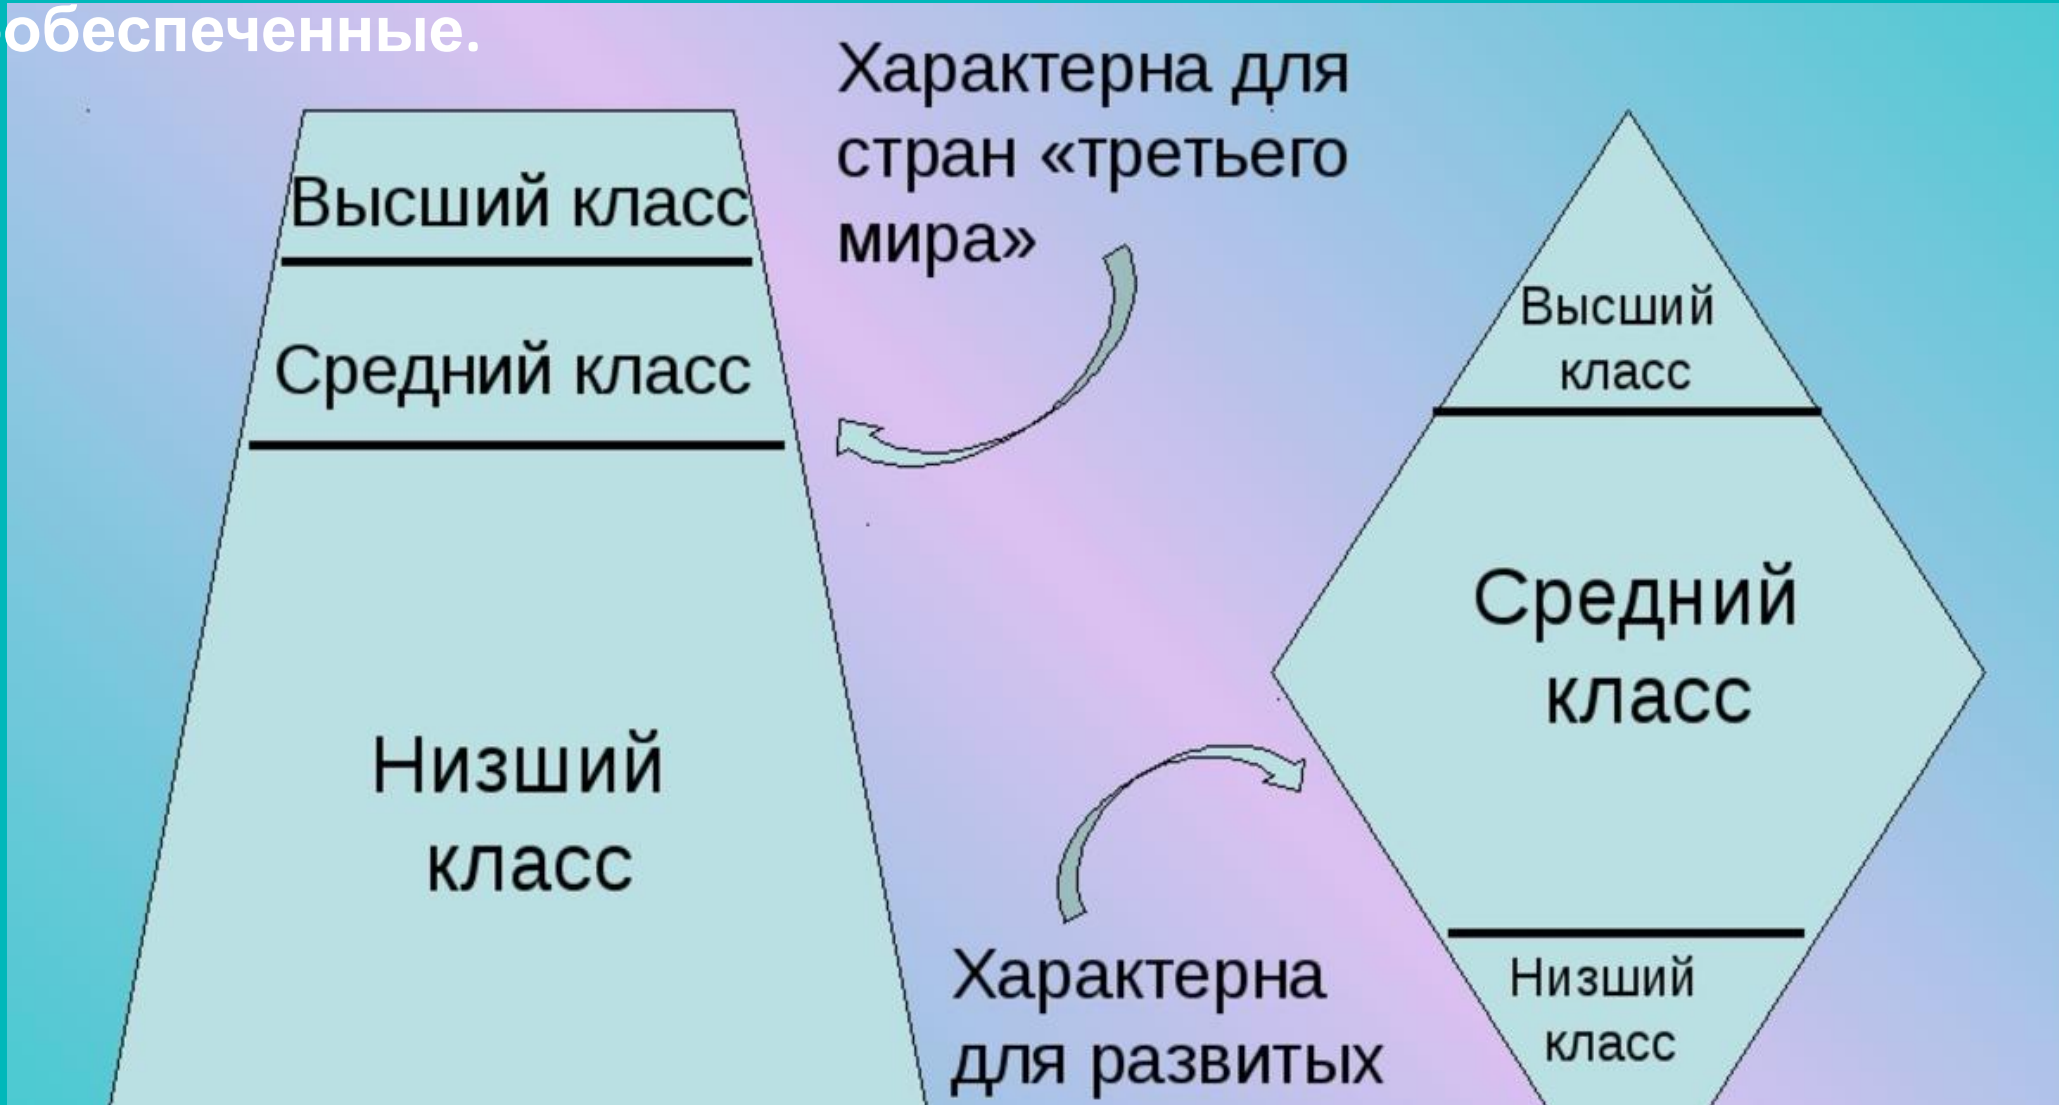 обеспеченные.
Характерна для
стран «третьего
мира»
Высший класс
Средний класс
Низший
класс
Высший
класс
Средний
класс
Низший
класс
Характерна
для развитых